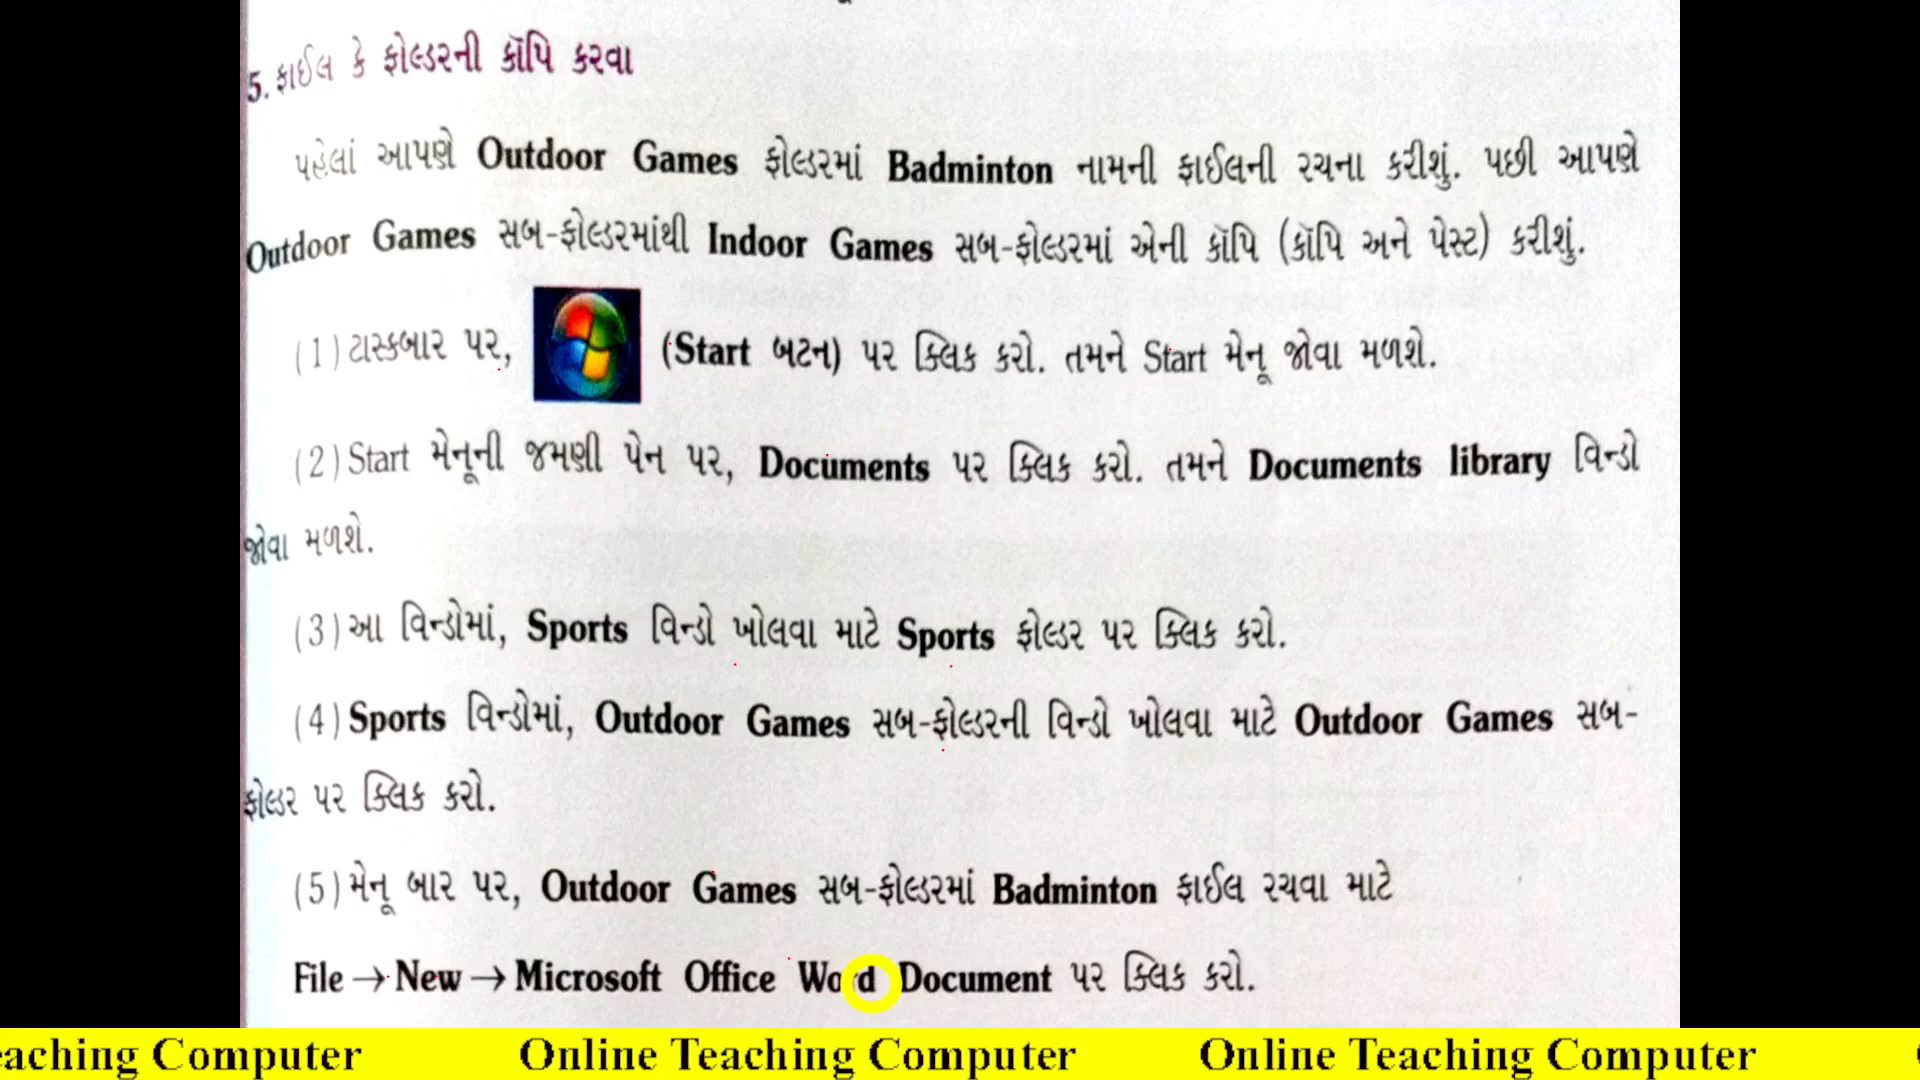 5. ફાઈલ કે ફોલ્ડરની કૉપિ કરવા
પહેલાં આપણે Outdoor Games ફોલ્ડરમાં Badminton નામની ફાઈલની રચના કરીશું. પછી આપણે
Outdoor Games સબ-ફોલ્ડરમાંથી Indoor Games સબ-ફોલ્ડરમાં એની કૉપિ (કૉપિ અને પેસ્ટ) કરીશું.
(1) ટાસ્કબાર પર, (Start બટન) પર ક્લિક કરો. તમને Start મેનૂ જોવા મળશે.
(2) Start મેનૂની જમણી પેન પર, Documents પર ક્લિક કરો. તમને Documents library વિન્ડો
જોવા મળશે.
(3) આ વિન્ડોમાં, Sports વિન્ડો ખોલવા માટે Sports ફોલ્ડર પર ક્લિક કરો.
(4) Sports વિન્ડોમાં, Outdoor Games સબ-ફોલ્ડરની વિન્ડો ખોલવા માટે Outdoor Games સબ-
ફોલ્ડર પર ક્લિક કરો.
(5) મેનૂ બાર પર, Outdoor Games સબ-ફોલ્ડરમાં Badminton ફાઈલ રચવા માટે
File → New → Microsoft Office Word Document પર ક્લિક કરો.
eaching Computer Online Teaching Computer Online Teaching Computer